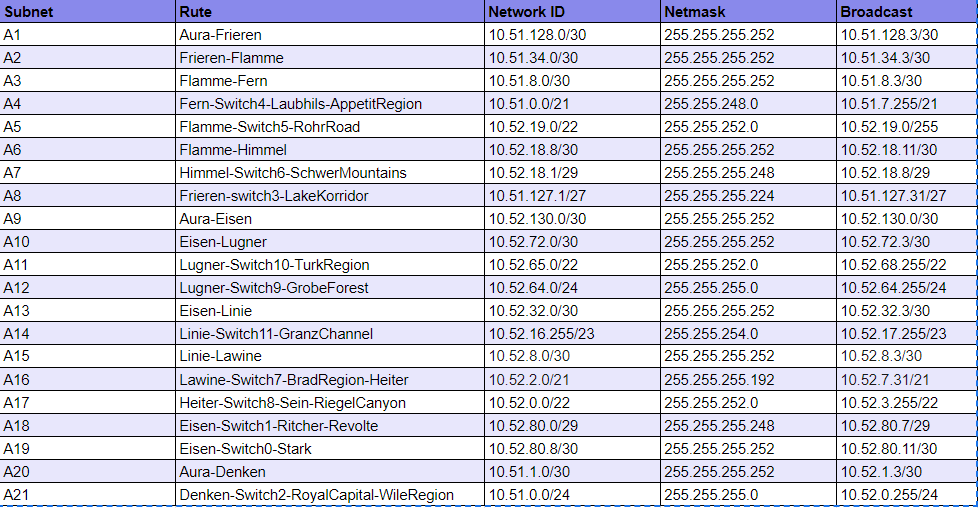 Subnet Rute Network ID Netmask Broadcast
A1 Aura-Frieren 10.51.128.0/30 255.255.255.252 10.51.128.3/30
A2 Frieren-Flamme 10.51.34.0/30 255.255.255.252 10.51.34.3/30
A3 Flamme-Fern 10.51.8.0/30 255.255.255.252 10.51.8.3/30
A4 Fern-Switch4-Laubhils-AppetitRegion 10.51.0.0/21 255.255.248.0 10.51.7.255/21
A5 Flamme-Switch5-RohrRoad 10.52.19.0/22 255.255.252.0 10.52.19.0/255
A6 Flamme-Himmel 10.52.18.8/30 255.255.255.252 10.52.18.11/30
A7 Himmel-Switch6-SchwerMountains 10.52.18.1/29 255.255.255.248 10.52.18.8/29
A8 Frieren-switch3-LakeKorridor 10.51.127.1/27 255.255.255.224 10.51.127.31/27
A9 Aura-Eisen 10.52.130.0/30 255.255.255.252 10.52.130.0/30
A10 Eisen-Lugner 10.52.72.0/30 255.255.255.252 10.52.72.3/30
A11 Lugner-Switch10-TurkRegion 10.52.65.0/22 255.255.252.0 10.52.68.255/22
A12 Lugner-Switch9-GrobeForest 10.52.64.0/24 255.255.255.0 10.52.64.255/24
A13 Eisen-Linie 10.52.32.0/30 255.255.255.252 10.52.32.3/30
A14 Linie-Switch11-GranzChannel 10.52.16.255/23 255.255.254.0 10.52.17.255/23
A15 Linie-Lawine 10.52.8.0/30 255.255.255.252 10.52.8.3/30
A16 Lawine-Switch7-BradRegion-Heiter 10.52.2.0/21 255.255.255.192 10.52.7.31/21
A17 Heiter-Switch8-Sein-RiegelCanyon 10.52.0.0/22 255.255.252.0 10.52.3.255/22
A18 Eisen-Switch1-Ritcher-Revolte 10.52.80.0/29 255.255.255.248 10.52.80.7/29
A19 Eisen-Switch0-Stark 10.52.80.8/30 255.255.255.252 10.52.80.11/30
A20 Aura-Denken 10.51.1.0/30 255.255.255.252 10.52.1.3/30
A21 Denken-Switch2-RoyalCapital-WileRegion 10.51.0.0/24 255.255.255.0 10.52.0.255/24